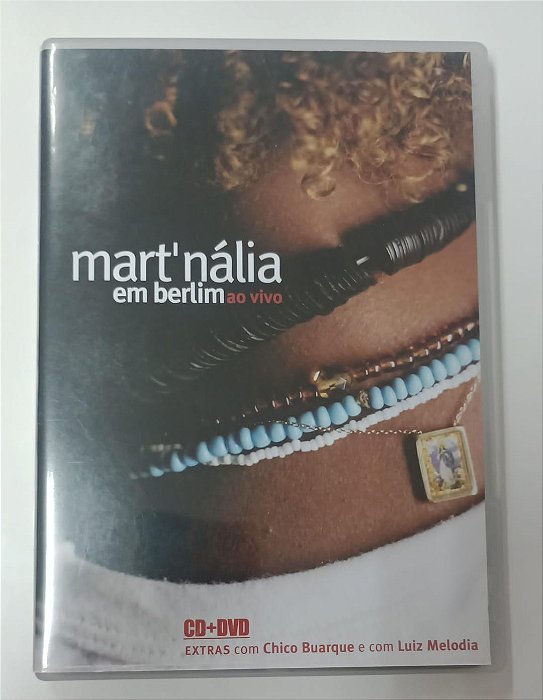 mart'nália
em berlim ao vivo
CD+DVD
EXTRAS com Chico Buarque e com Luiz Melodia